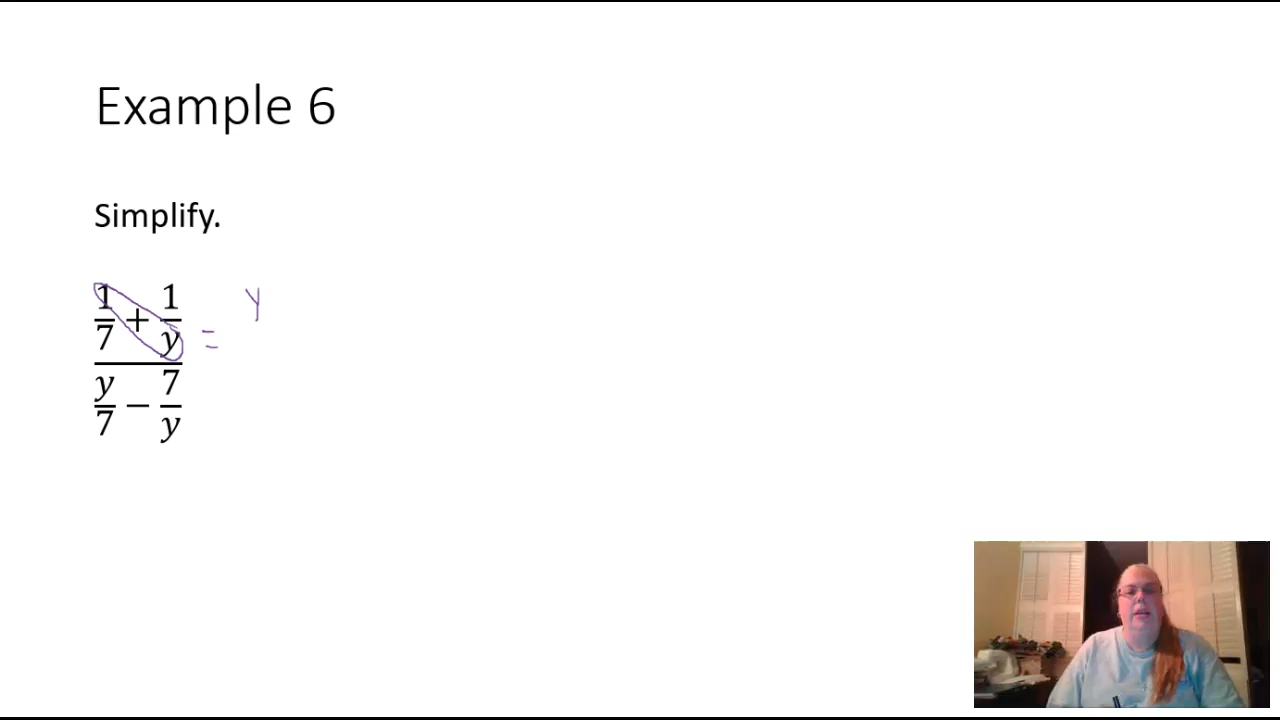 Example 6
Simplify.
1/7 + 1/y
y/7 − 7/y
= y